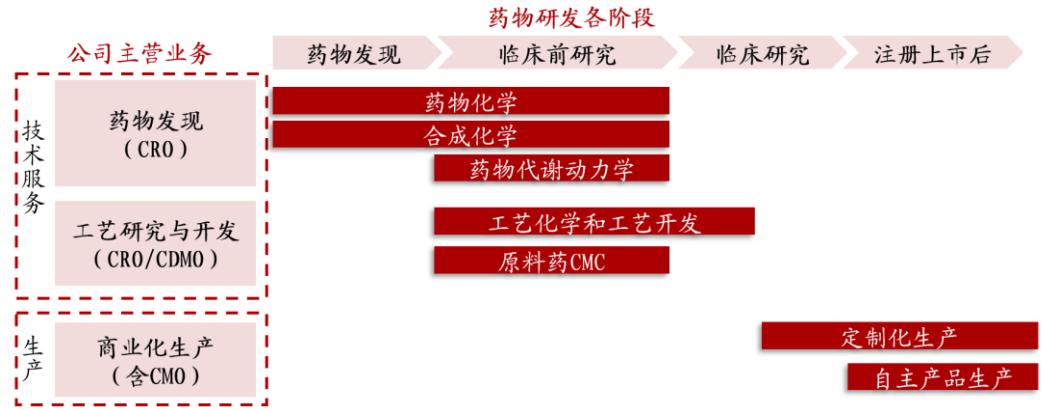 药物研发各阶段
公司主营业务
药物发现
临床前研究
临床研究
注册上市后
技术服务
药物发现
(CRO)
药物化学
合成化学
药物代谢动力学
工艺研究与开发
(CRO/CDMO)
工艺化学和工艺开发
原料药CMC
生产
商业化生产
(含CMO)
定制化生产
自主产品生产